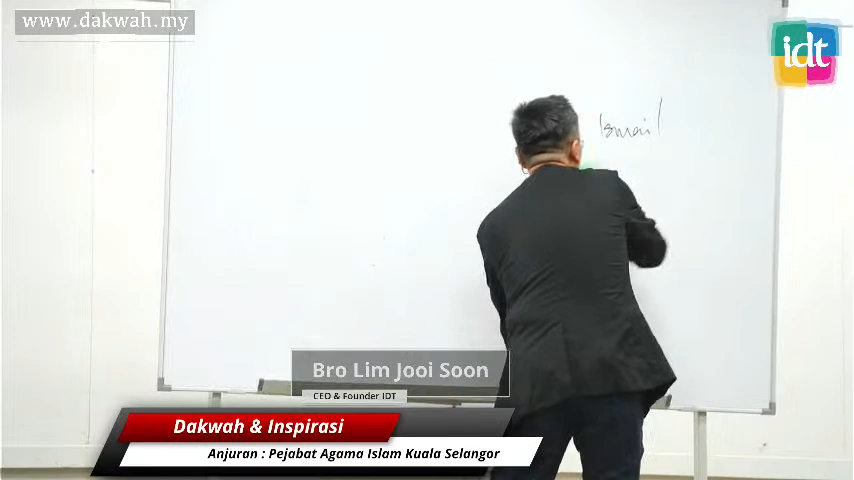 www.dakwah.my
idt
Ismail
Bro Lim Jooi Soon
CEO & Founder IDT
Dakwah & Inspirasi
Anjuran : Pejabat Agama Islam Kuala Selangor